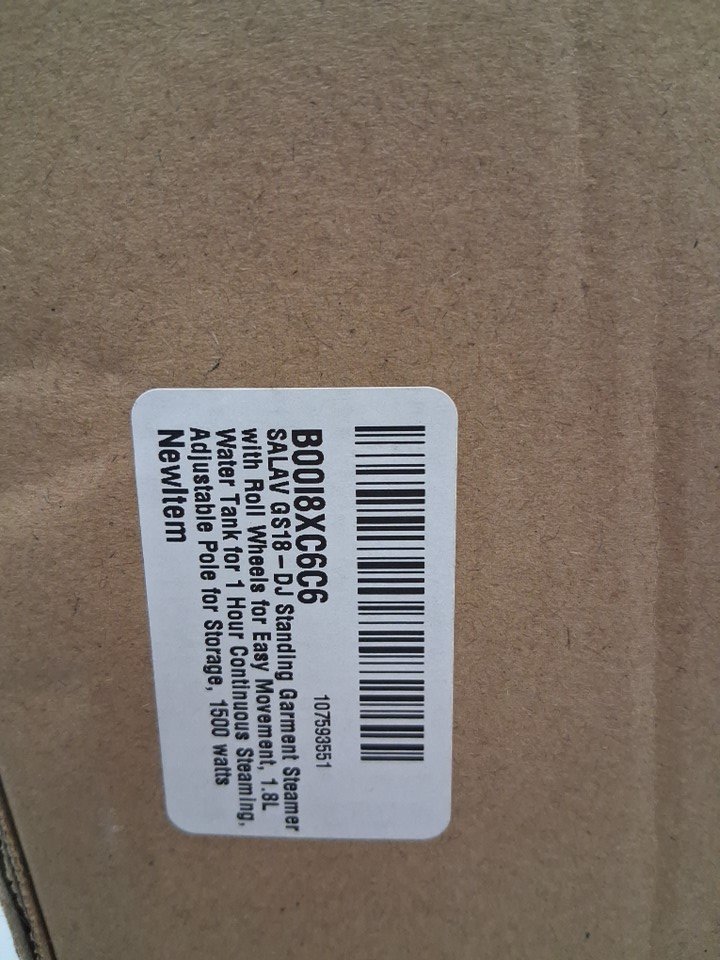 B00I8XC6C6
107593551
SALAV GS18-DJ Standing Garment Steamer
with Roll Wheels for Easy Movement, 1.8L
Water Tank for 1 Hour Continuous Steaming,
Adjustable Pole for Storage, 1500 watts
NewItem